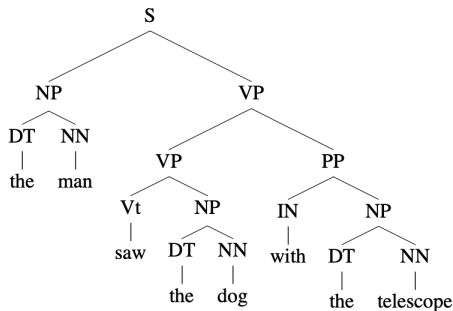 S
NP VP
DT NN VP PP
the man Vt NP IN NP
saw DT NN with DT NN
the dog the telescope